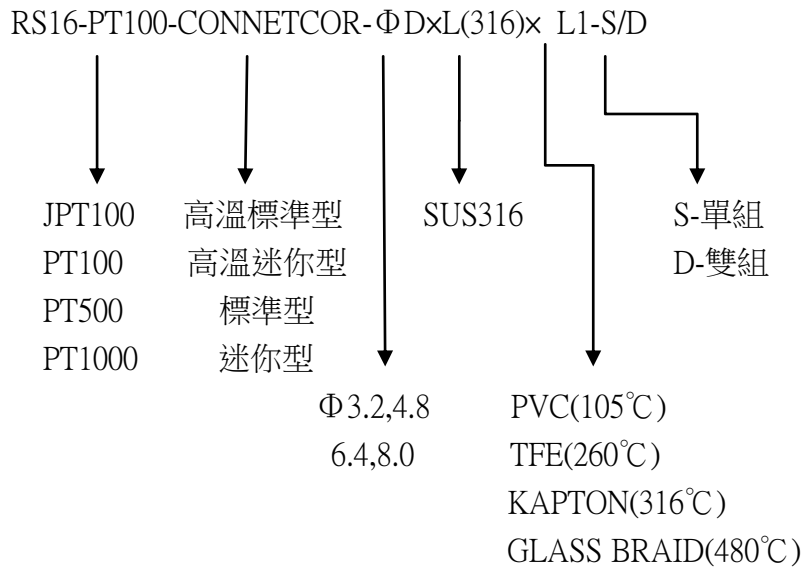 RS16-PT100-CONNETCOR-ΦD×L(316)× L1-S/D
JPT100 高溫標準型 SUS316 S-單組
PT100 高溫迷你型 D-雙組
PT500 標準型
PT1000 迷你型
Φ3.2,4.8 PVC(105℃)
6.4,8.0 TFE(260℃)
KAPTON(316℃)
GLASS BRAID(480℃)